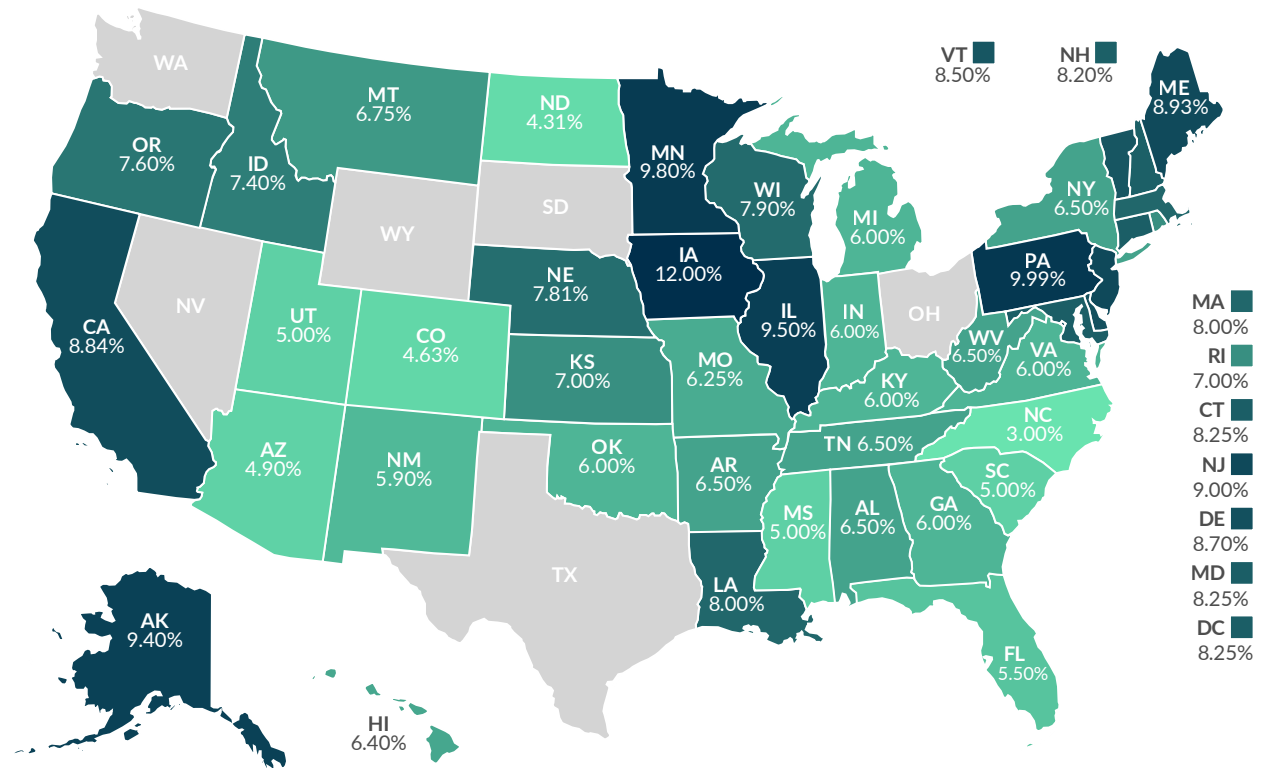 VT
8.50%
NH
8.20%
WA
MT
6.75%
ND
4.31%
ME
8.93%
OR
7.60%
ID
7.40%
MN
9.80%
SD
WI
7.90%
NY
6.50%
MI
6.00%
WY
IA
12.00%
PA
9.99%
NE
7.81%
NV
UT
5.00%
CO
4.63%
CA
8.84%
IL
9.50%
IN
6.00%
OH
MA
8.00%
WV
6.50%
VA
6.00%
KS
7.00%
MO
6.25%
KY
6.00%
RI
7.00%
CT
8.25%
NC
3.00%
TN 6.50%
AZ
4.90%
NM
5.90%
OK
6.00%
AR
6.50%
SC
5.00%
NJ
9.00%
MS
5.00%
AL
6.50%
GA
6.00%
DE
8.70%
TX
LA
8.00%
MD
8.25%
AK
9.40%
DC
8.25%
FL
5.50%
HI
6.40%